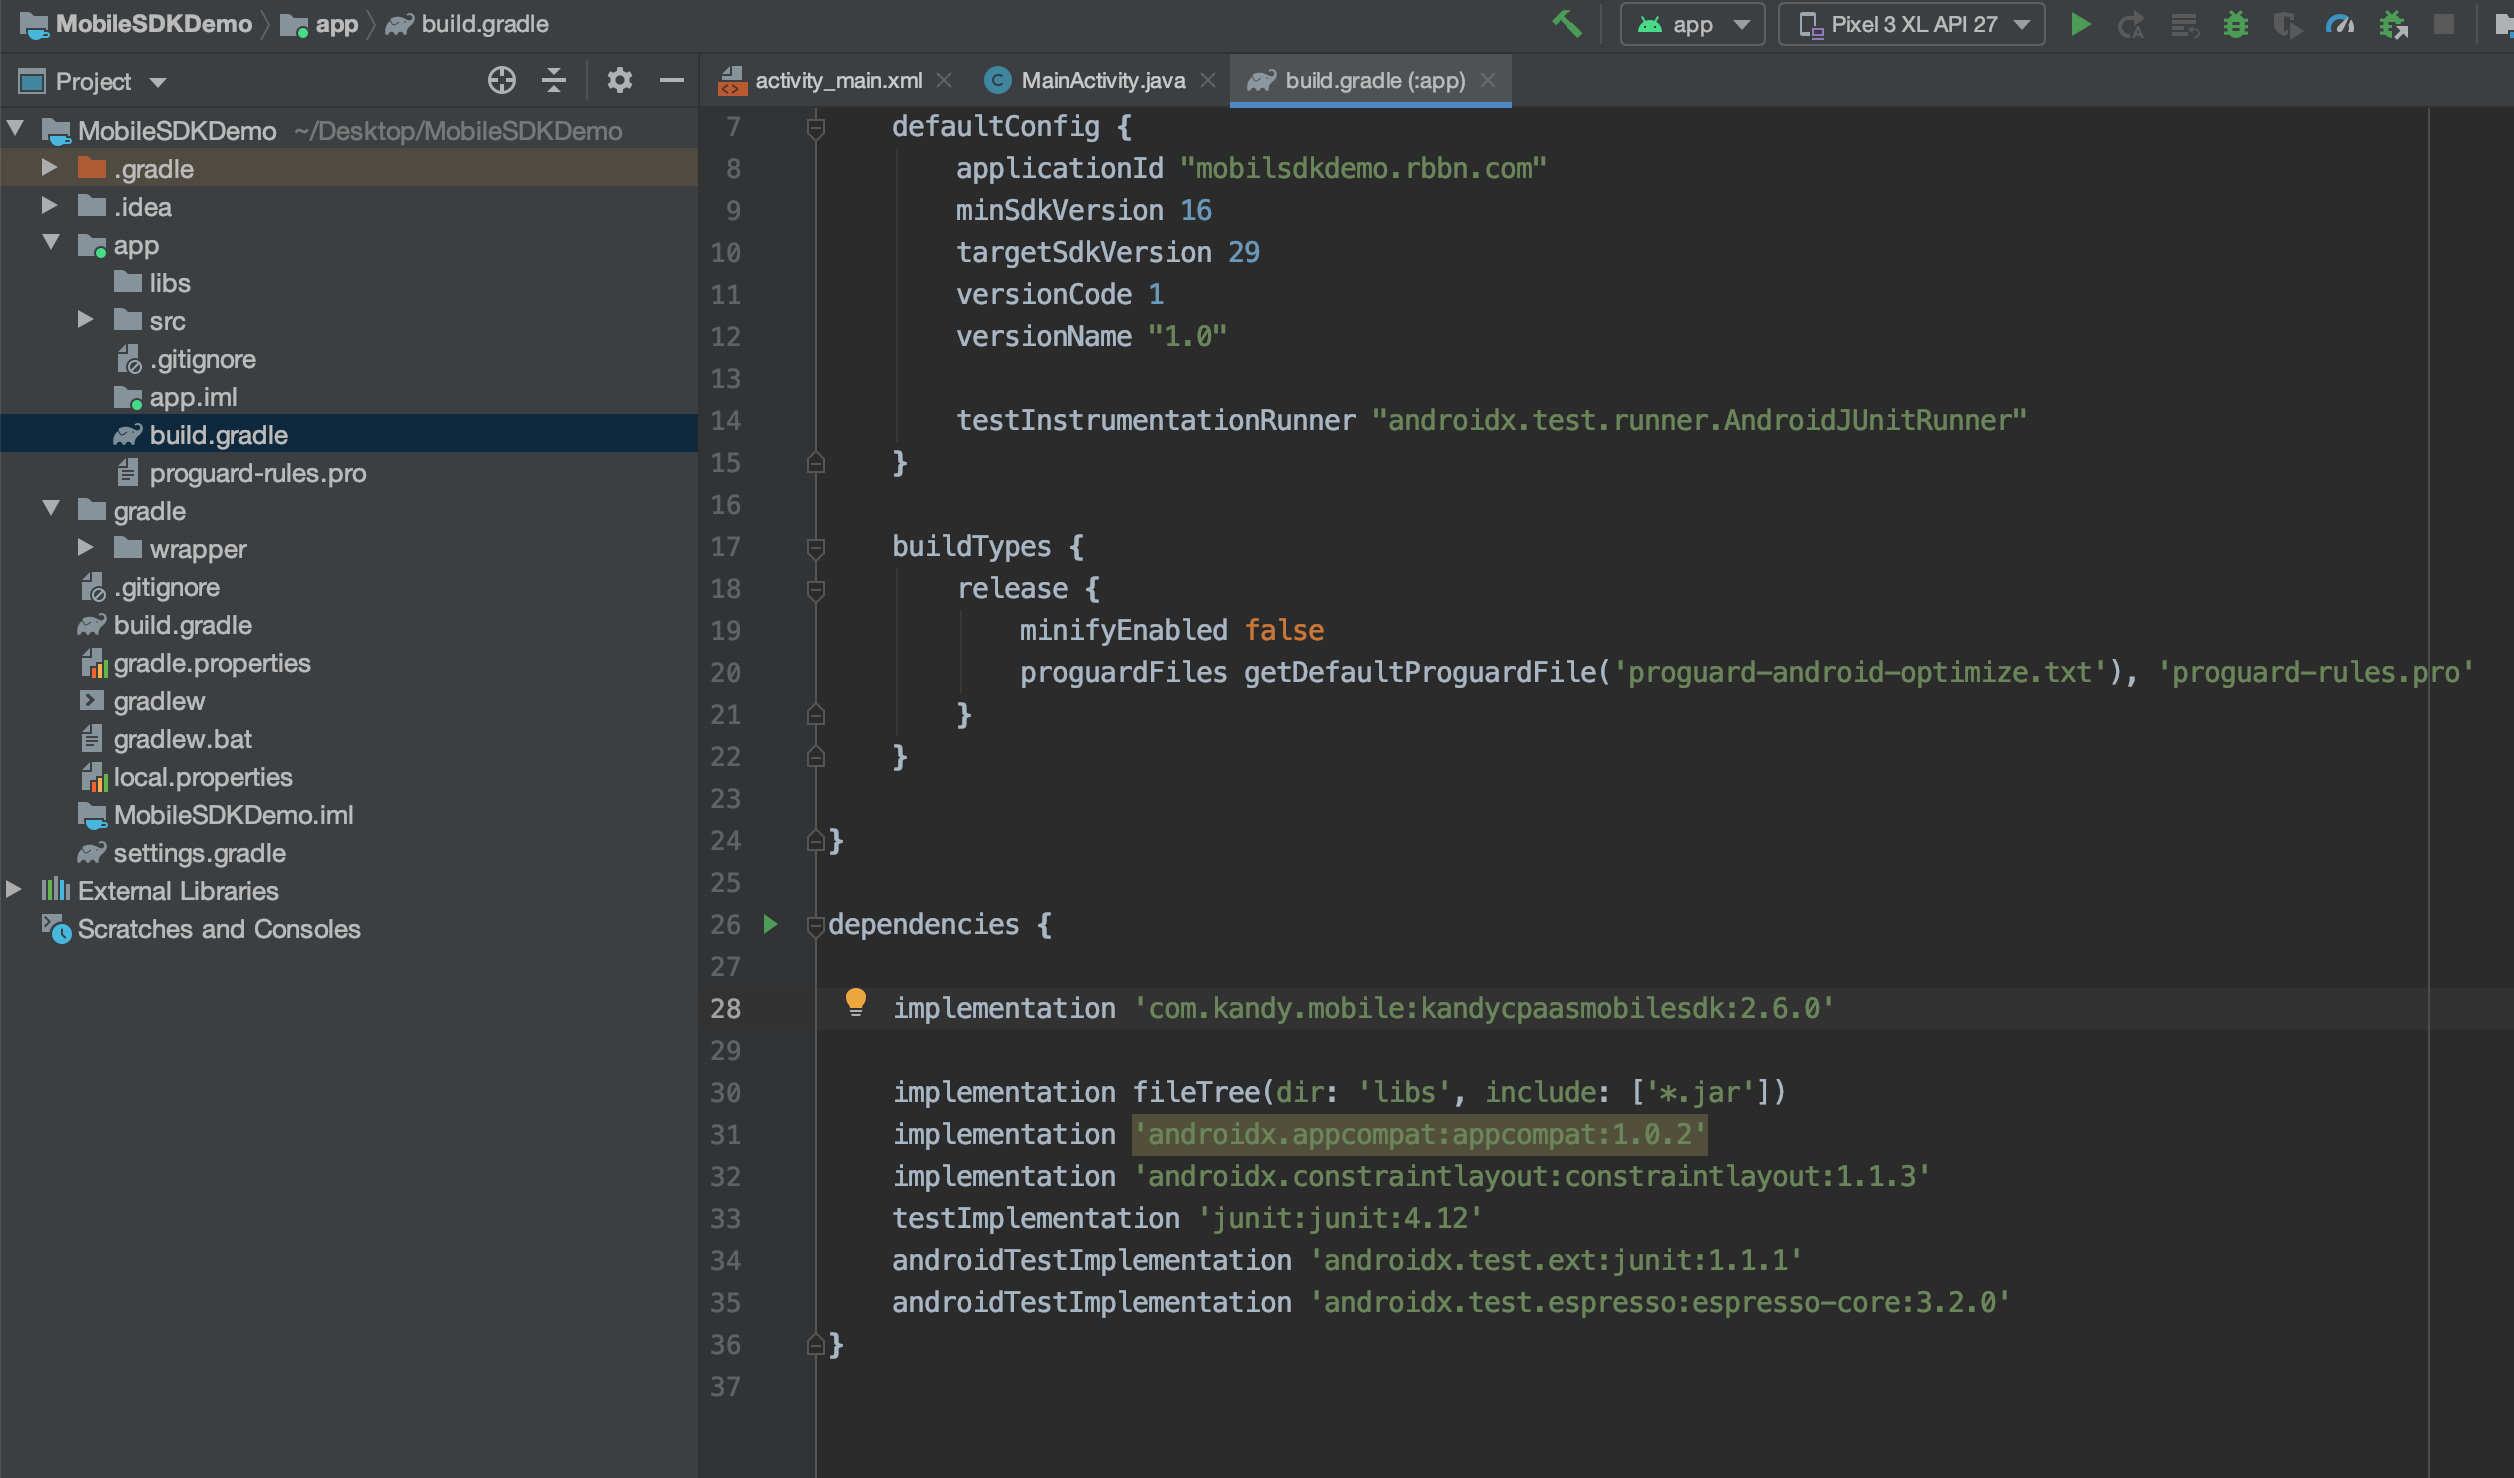 MobileSDKDemo app build.gradle app Pixel 3 XL API 27
Project
activity_main.xml MainActivity.java build.gradle (:app)
MobileSDKDemo ~/Desktop/MobileSDKDemo
.gradle
.idea
app
libs
src
.gitignore
app.iml
build.gradle
proguard-rules.pro
gradle
wrapper
.gitignore
build.gradle
gradle.properties
gradlew
gradlew.bat
local.properties
MobileSDKDemo.iml
settings.gradle
External Libraries
Scratches and Consoles
7 defaultConfig {
8 applicationId "mobilsdkdemo.rbbn.com"
9 minSdkVersion 16
10 targetSdkVersion 29
11 versionCode 1
12 versionName "1.0"
13
14 testInstrumentationRunner "androidx.test.runner.AndroidJUnitRunner"
15 }
16
17 buildTypes {
18 release {
19 minifyEnabled false
20 proguardFiles getDefaultProguardFile('proguard-android-optimize.txt'), 'proguard-rules.pro'
21 }
22 }
23
24 }
25
26 dependencies {
27
28 implementation 'com.kandy.mobile:kandycpaasmobilesdk:2.6.0'
29
30 implementation fileTree(dir: 'libs', include: ['*.jar'])
31 implementation 'androidx.appcompat:appcompat:1.0.2'
32 implementation 'androidx.constraintlayout:constraintlayout:1.1.3'
33 testImplementation 'junit:junit:4.12'
34 androidTestImplementation 'androidx.test.ext:junit:1.1.1'
35 androidTestImplementation 'androidx.test.espresso:espresso-core:3.2.0'
36 }
37